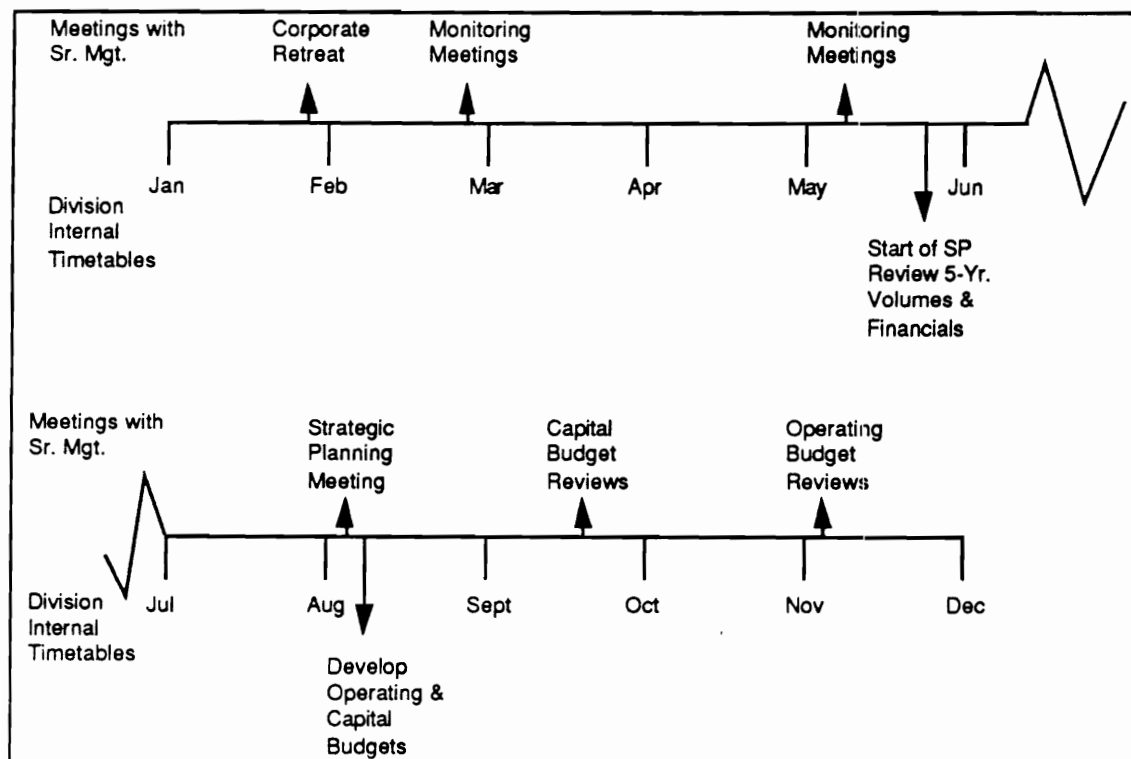 Meetings with
Sr. Mgt.
Corporate
Retreat
Monitoring
Meetings
Monitoring
Meetings
Jan
Feb
Mar
Apr
May
Jun
Division
Internal
Timetables
Start of SP
Review 5-Yr.
Volumes &
Financials
Meetings with
Sr. Mgt.
Strategic
Planning
Meeting
Capital
Budget
Reviews
Operating
Budget
Reviews
Jul
Aug
Sept
Oct
Nov
Dec
Division
Internal
Timetables
Develop
Operating &
Capital
Budgets